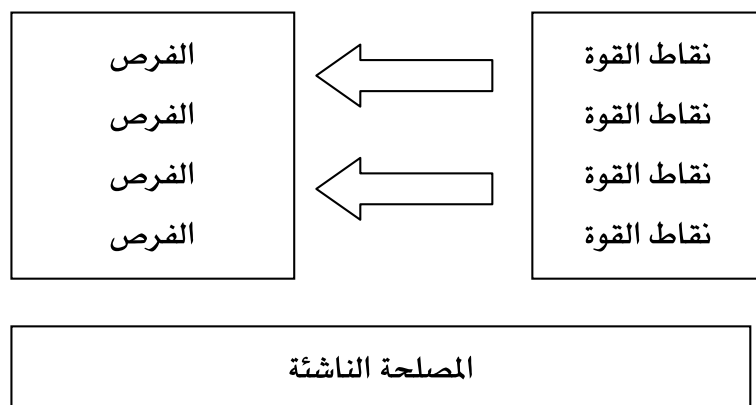 نقاط القوة
نقاط القوة
نقاط القوة
نقاط القوة
الفرص
الفرص
الفرص
الفرص
المصلحة الناشئة